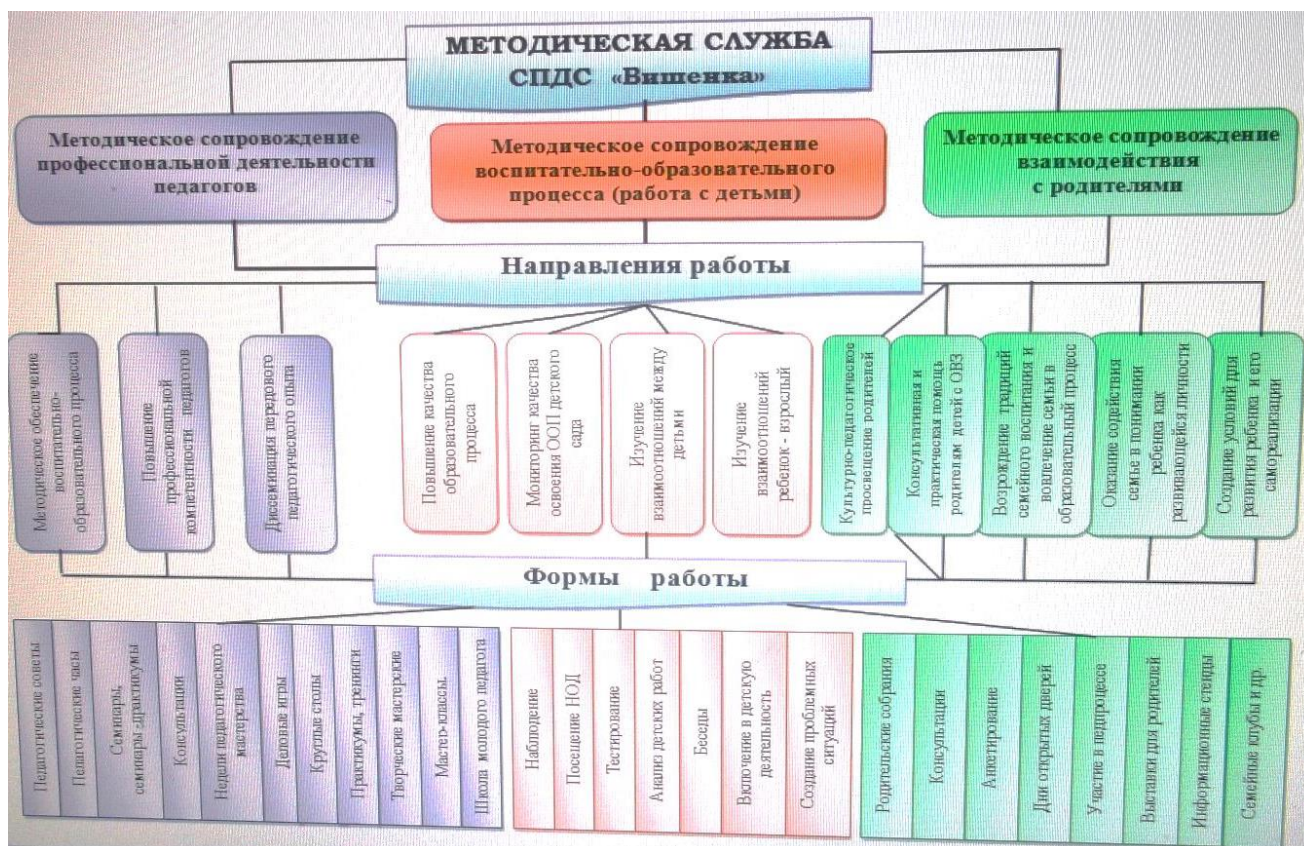 МЕТОДИЧЕСКАЯ СЛУЖБА
СПДС «Вишенка»
Методическое сопровождение
профессиональной деятельности
педагогов
Методическое сопровождение
воспитательно-образовательного
процесса (работа с детьми)
Методическое сопровождение
взаимодействия
с родителями
Направления работы
Методическое обеспечение
воспитательно-
образовательного процесса
Повышение
профессиональной
компетентности педагогов
Диссеминация передового
педагогического опыта
Повышение качества
образовательного
процесса
Мониторинг качества
освоения ООП детского
сада
Изучение
взаимоотношений между
детьми
Изучение
взаимоотношений
ребенок - взрослый
Культурно-педагогическое
просвещение родителей
Консультативная и
практическая помощь
родителям детей с ОВЗ
Возрождение традиций
семейного воспитания и
вовлечение семьи в
образовательный процесс
Оказание содействия
семье в понимании
ребенка как
развивающейся личности
Создание условий для
развития ребенка и его
самореализации
Формы работы
Педагогические советы
Педагогические часы
Семинары,
семинары -практикумы
Консультации
Недели педагогического
мастерства
Деловые игры
Круглые столы
Практикумы, тренинги
Творческие мастерские
Мастер-классы.
Школа молодого педагога
Наблюдение
Посещение НОД
Тестирование
Анализ детских работ
Беседы
Включение в детскую
деятельность
Создание проблемных
ситуаций
Родительские собрания
Консультации
Анкетирование
Дни открытых дверей
Участие в педпроцессе
Выставки для родителей
Информационные стенды
Семейные клубы и др.